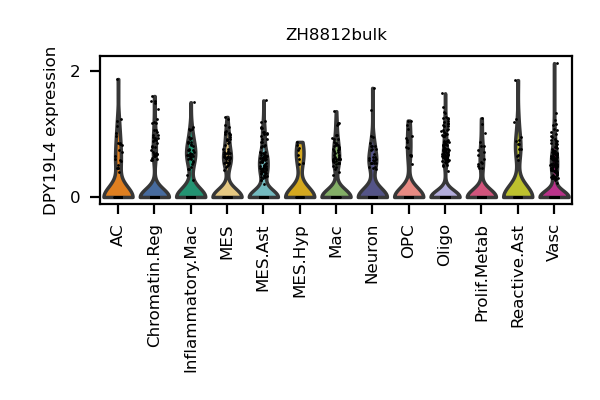 ZH8812bulk
DPY19L4 expression
2
0
AC
Chromatin.Reg
Inflammatory.Mac
MES
MES.Ast
MES.Hyp
Mac
Neuron
OPC
Oligo
Prolif.Metab
Reactive.Ast
Vasc